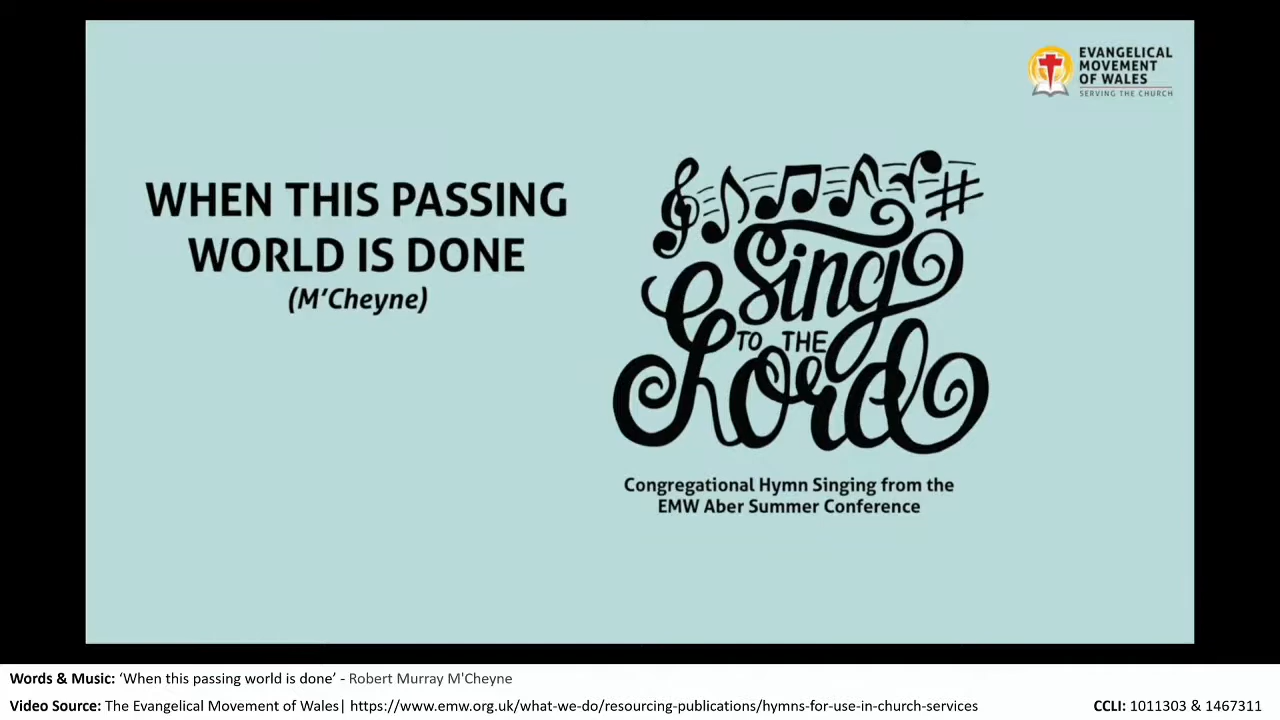 EVANGELICAL
MOVEMENT
OF WALES
SERVING THE CHURCH
WHEN THIS PASSING
WORLD IS DONE
(M’Cheyne)
Sing
TO THE
Lord
Congregational Hymn Singing from the
EMW Aber Summer Conference
Words & Music: ‘When this passing world is done’ - Robert Murray M'Cheyne
Video Source: The Evangelical Movement of Wales| https://www.emw.org.uk/what-we-do/resourcing-publications/hymns-for-use-in-church-services
CCLI: 1011303 & 1467311